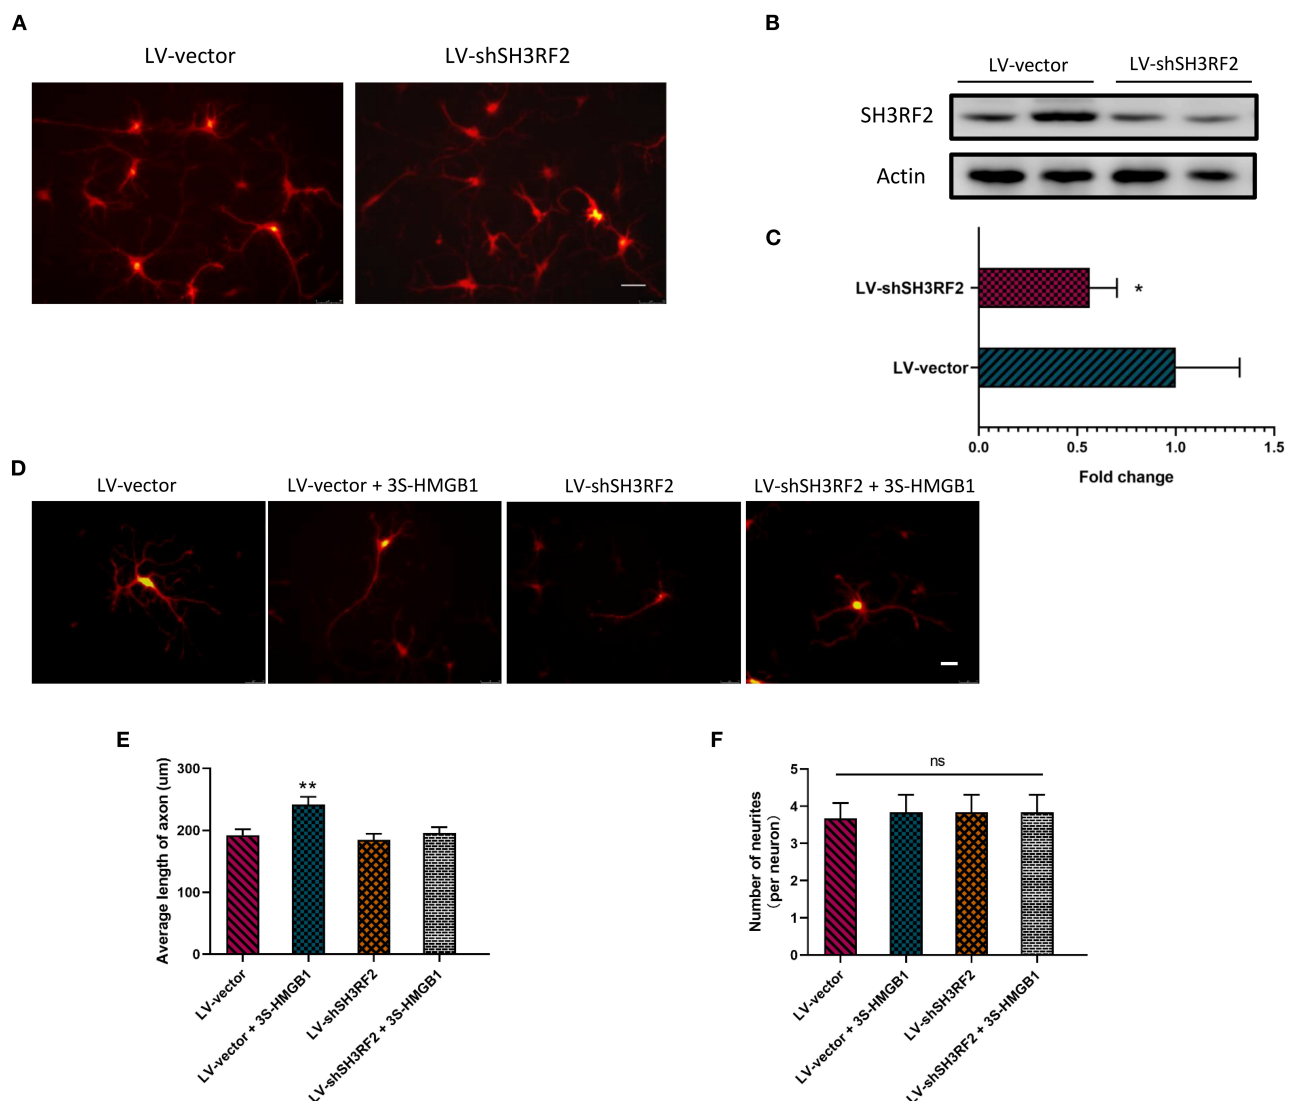 A
LV-vector
LV-shSH3RF2
B
LV-vector
LV-shSH3RF2
SH3RF2
Actin
C
LV-shSH3RF2
*
LV-vector
0.0
0.5
1.0
1.5
Fold change
D
LV-vector
LV-vector + 3S-HMGB1
LV-shSH3RF2
LV-shSH3RF2 + 3S-HMGB1
E
Average length of axon (um)
300
200
100
0
**
LV-vector
LV-vector + 3S-HMGB1
LV-shSH3RF2
LV-shSH3RF2 + 3S-HMGB1
F
Number of neurites
(per neuron)
5
4
3
2
1
0
ns
LV-vector
LV-vector + 3S-HMGB1
LV-shSH3RF2
LV-shSH3RF2 + 3S-HMGB1